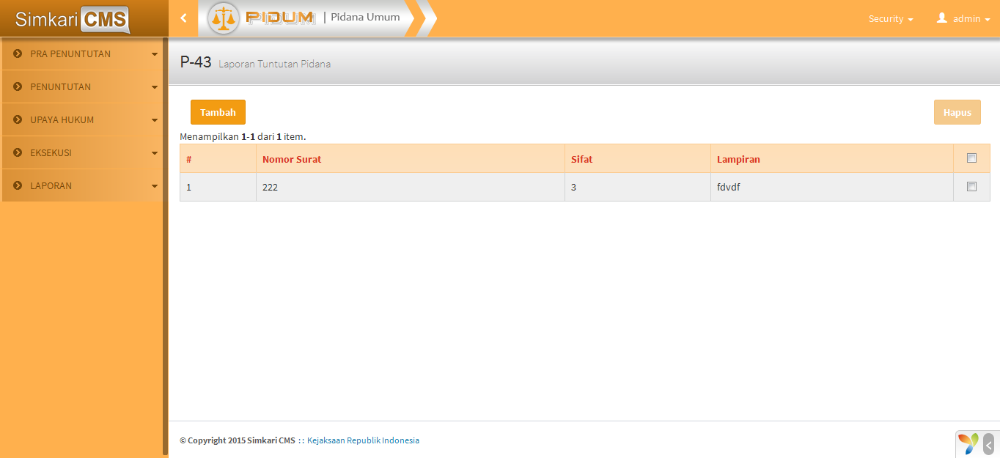 Simkari CMS
PIDUM | Pidana Umum
Security
admin
PRA PENUNTUTAN
PENUNTUTAN
UPAYA HUKUM
EKSEKUSI
LAPORAN
P-43 Laporan Tuntutan Pidana
Tambah
Hapus
Menampilkan 1-1 dari 1 item.
# Nomor Surat Sifat Lampiran
1 222 3 fdvdf
© Copyright 2015 Simkari CMS :: Kejaksaan Republik Indonesia